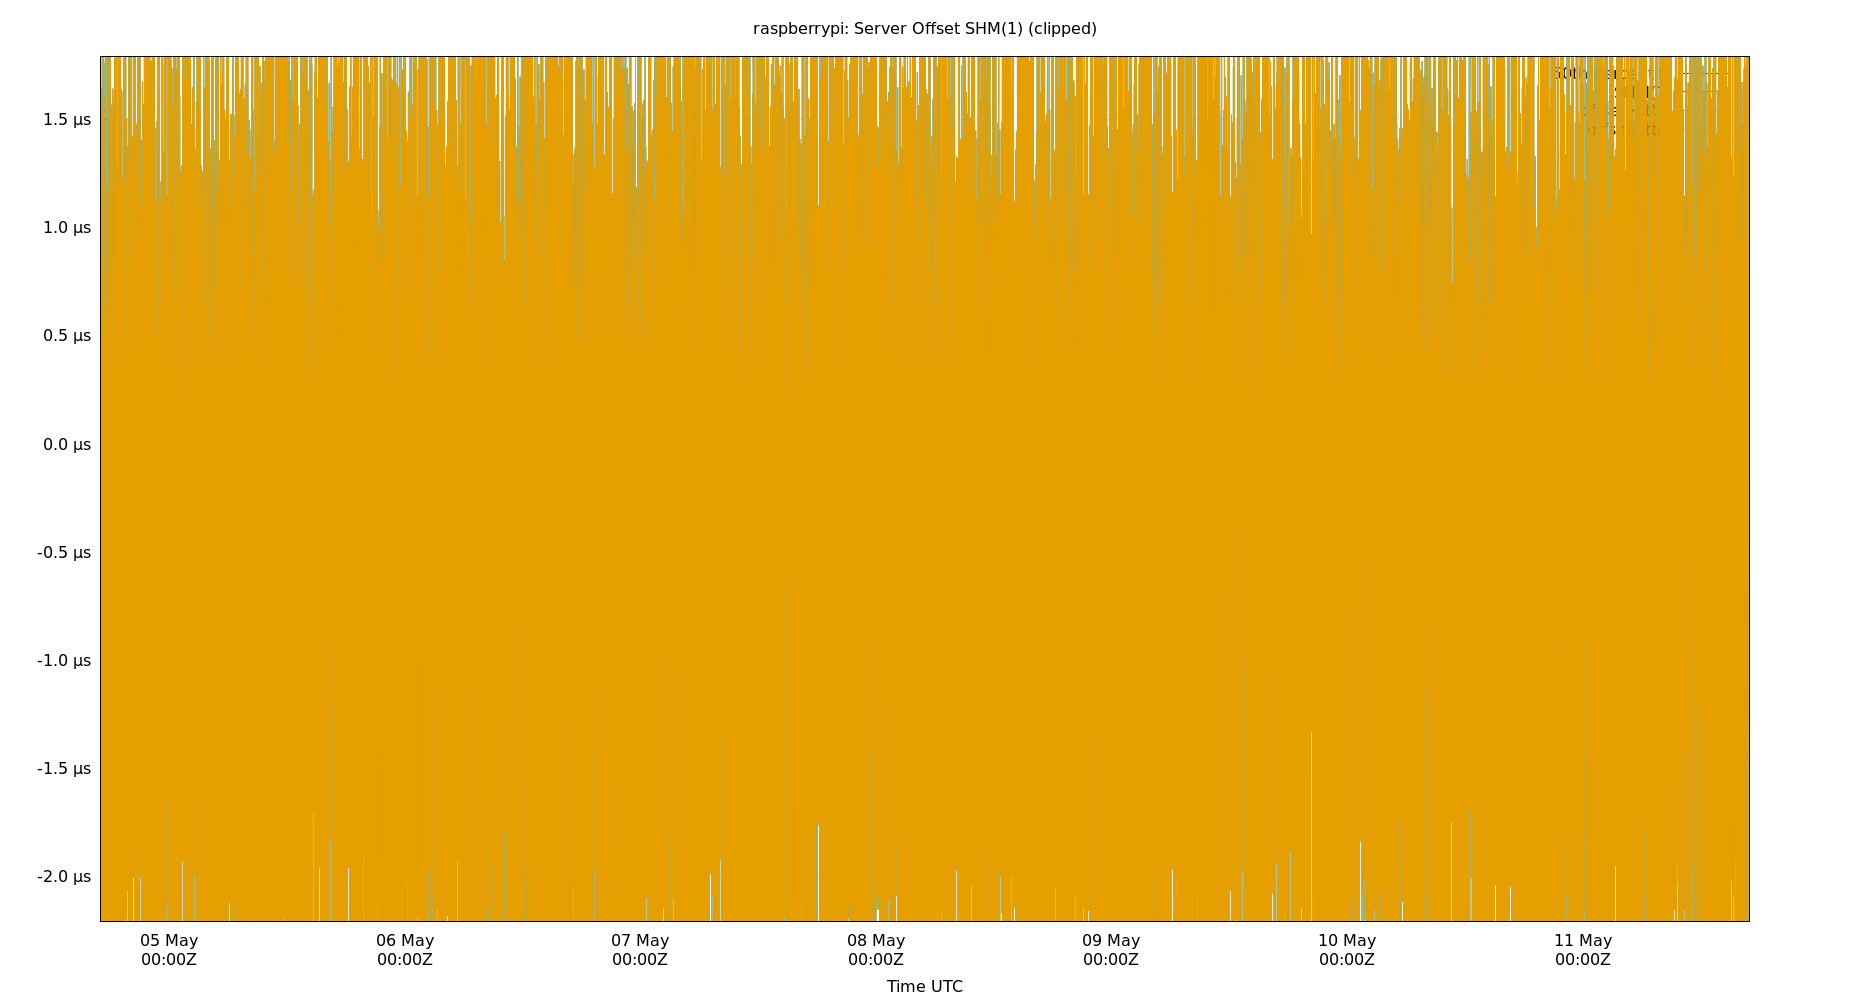 raspberrypi: Server Offset SHM(1) (clipped)
1.5 µs
1.0 µs
0.5 µs
0.0 µs
-0.5 µs
-1.0 µs
-1.5 µs
-2.0 µs
05 May 06 May 07 May 08 May 09 May 10 May 11 May
00:00Z 00:00Z 00:00Z 00:00Z 00:00Z 00:00Z 00:00Z
Time UTC